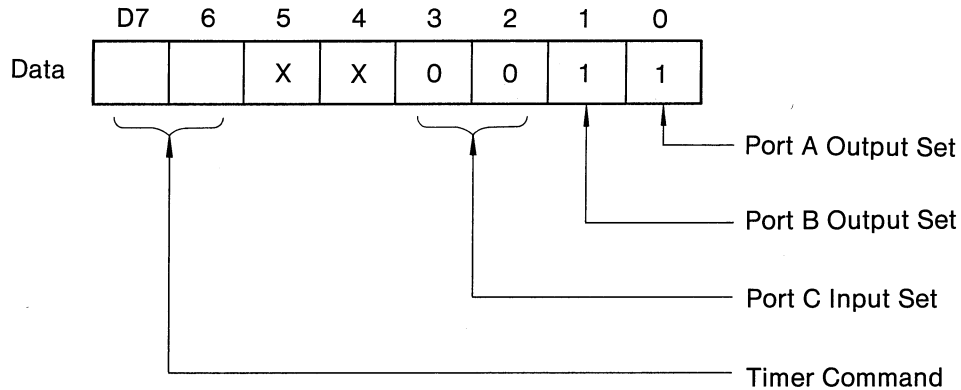 D7 6 5 4 3 2 1 0
Data X X 0 0 1 1
Port A Output Set
Port B Output Set
Port C Input Set
Timer Command